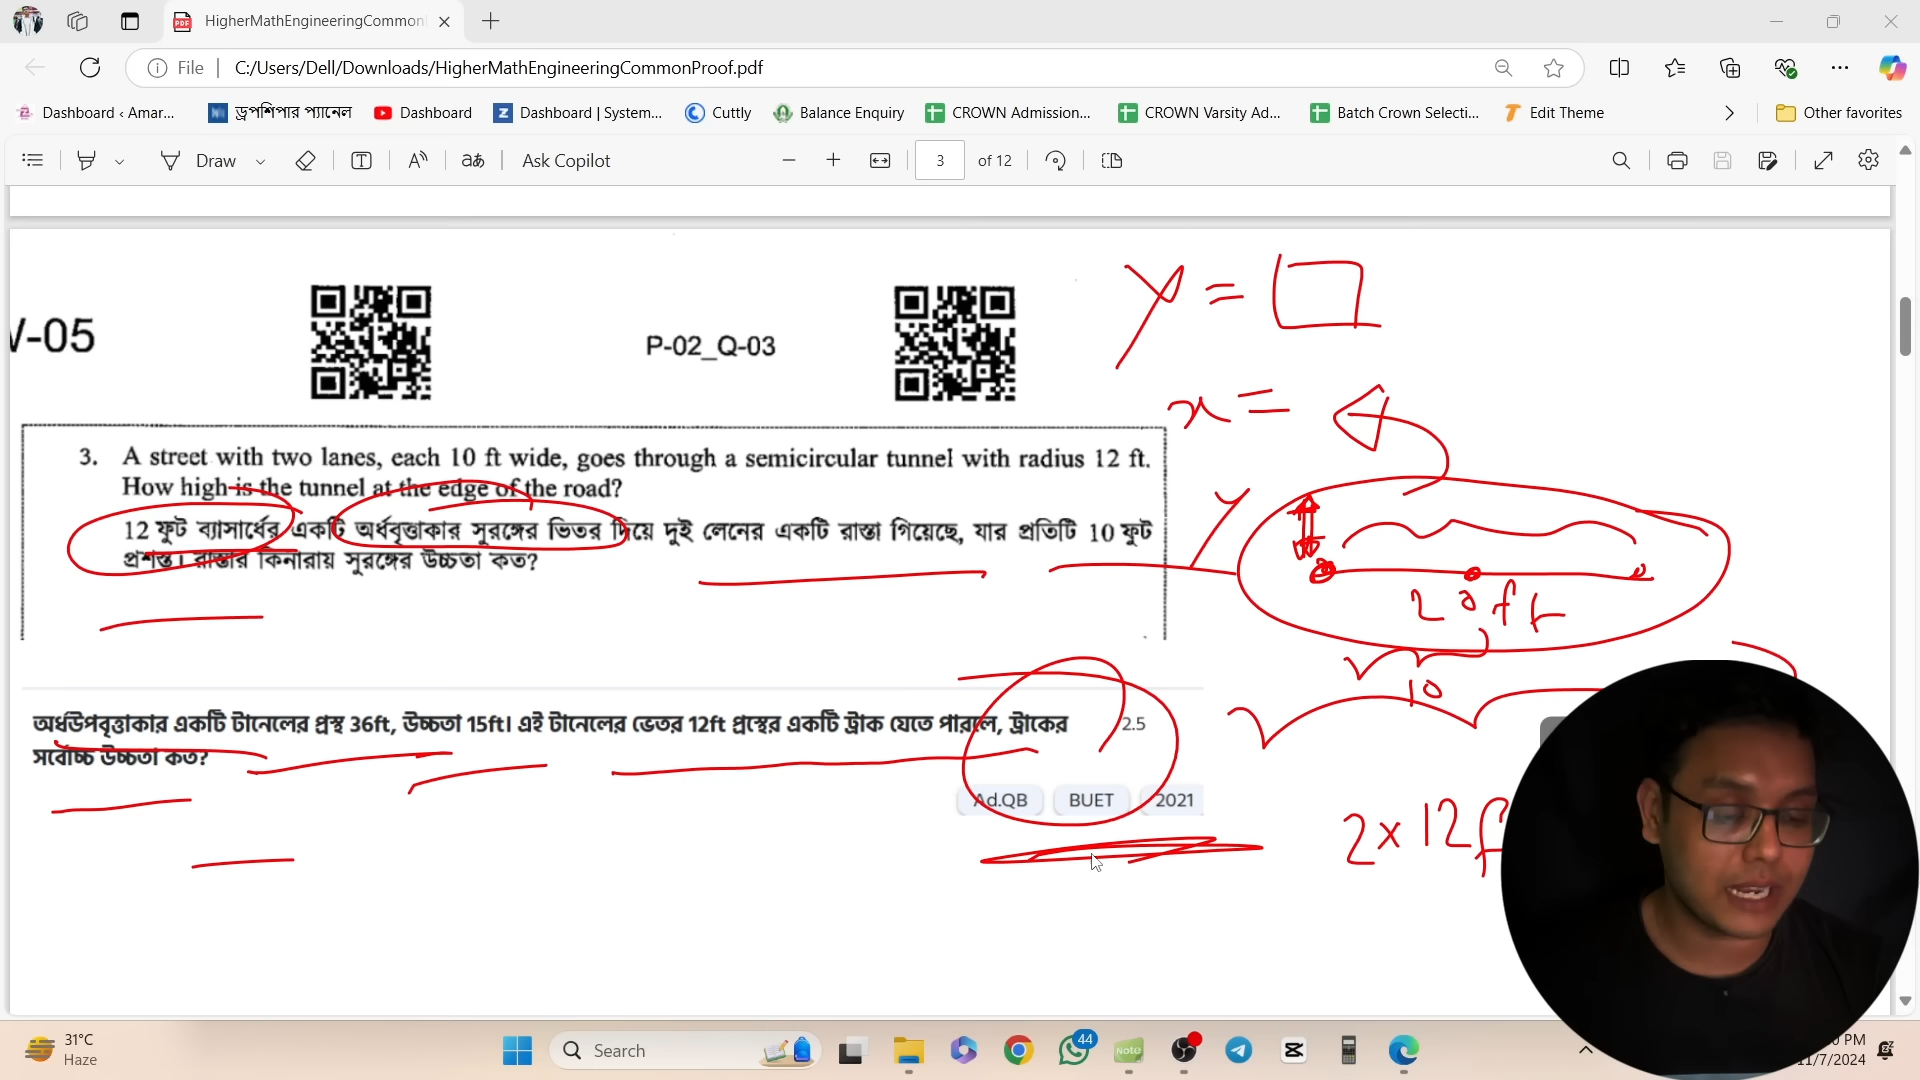 HigherMathEngineeringCommon
File
C:/Users/Dell/Downloads/HigherMathEngineeringCommonProof.pdf
Dashboard ‹ Amar...
ড্রপশিপার প্যানেল
Dashboard
Dashboard | System...
Cuttly
Balance Enquiry
CROWN Admission...
CROWN Varsity Ad...
Batch Crown Selecti...
Edit Theme
Other favorites
Draw
Ask Copilot
3 of 12
V-05
P-02_Q-03
y =
x =
3. A street with two lanes, each 10 ft wide, goes through a semicircular tunnel with radius 12 ft.
How high is the tunnel at the edge of the road?
12 ফুট ব্যাসার্ধের একটি অর্ধবৃত্তাকার সুরঙ্গের ভিতর দিয়ে দুই লেনের একটি রাস্তা গিয়েছে, যার প্রতিটি 10 ফুট
প্রশস্ত। রাস্তার কিনারায় সুরঙ্গের উচ্চতা কত?
20 ft
10
অর্ধউপবৃত্তাকার একটি টানেলের প্রস্থ 36ft, উচ্চতা 15ft। এই টানেলের ভেতর 12ft প্রস্থের একটি ট্রাক যেতে পারলে, ট্রাকের
সর্বোচ্চ উচ্চতা কত?
2.5
Ad.QB
BUET
2021
2 x 12 f
31°C
Haze
Search
44
PM
11/7/2024